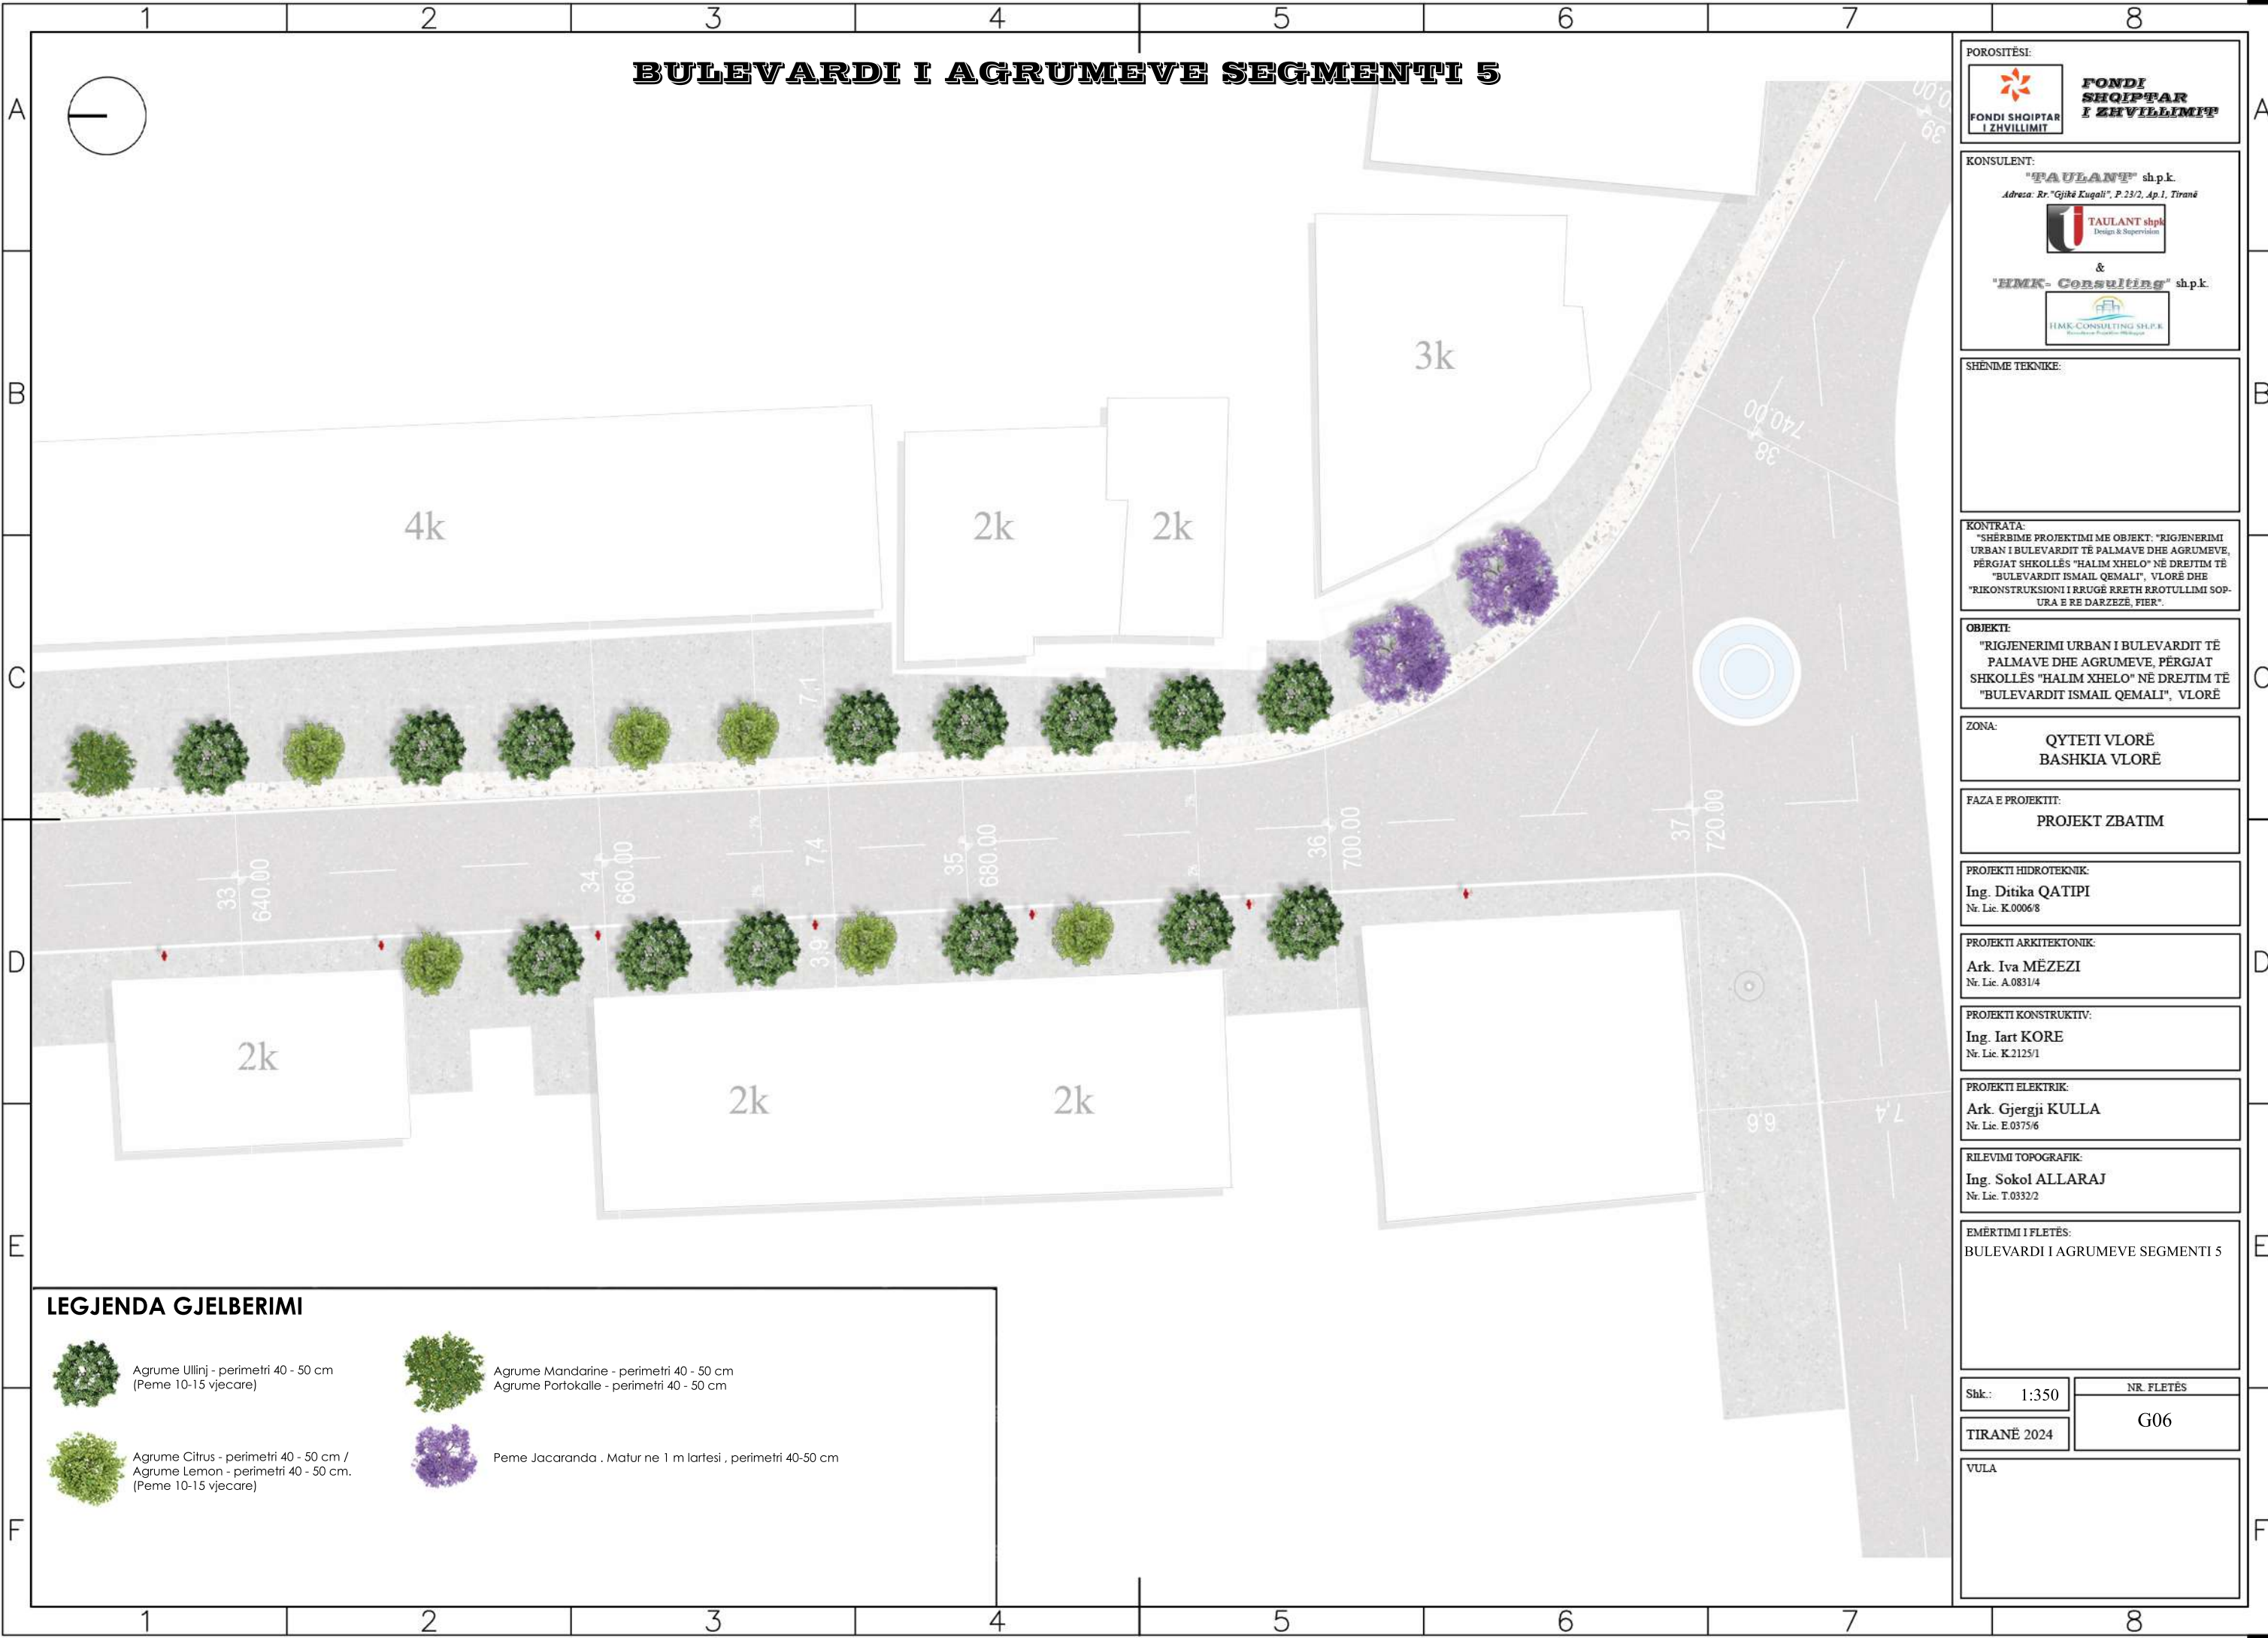 1 2 3 4 5 6 7 8
A
B
C
D
E
F
BULEVARDI I AGRUMEVE SEGMENTI 5
4k
2k
2k
3k
7,1
33
640.00
34
660.00
7,4
3,9
35
680.00
36
700.00
37
720.00
38
740.00
39
2k
2k
2k
6,6
7,4
LEGJENDA GJELBERIMI
Agrume Ullinj - perimetri 40 - 50 cm
(Peme 10-15 vjecare)
Agrume Mandarine - perimetri 40 - 50 cm
Agrume Portokalle - perimetri 40 - 50 cm
Agrume Citrus - perimetri 40 - 50 cm /
Agrume Lemon - perimetri 40 - 50 cm.
(Peme 10-15 vjecare)
Peme Jacaranda . Matur ne 1 m lartesi , perimetri 40-50 cm
POROSITËSI:
FONDI SHQIPTAR
I ZHVILLIMIT
FONDI
SHQIPTAR
I ZHVILLIMIT
KONSULENT:
"TAULANT" sh.p.k.
Adresa: Rr."Gjikë Kuqali", P.23/2, Ap.1, Tiranë
TAULANT shpk
Design & Supervision
&
"HMK- Consulting" sh.p.k.
HMK-CONSULTING SH.P.K
SHËNIME TEKNIKE:
KONTRATA:
"SHËRBIME PROJEKTIMI ME OBJEKT: "RIGJENERIMI
URBAN I BULEVARDIT TË PALMAVE DHE AGRUMEVE,
PËRGJAT SHKOLLËS "HALIM XHELO" NË DREJTIM TË
"BULEVARDIT ISMAIL QEMALI", VLORË DHE
"RIKONSTRUKSIONI I RRUGË RRETH RROTULLIMI SOP-
URA E RE DARZEZË, FIER".
OBJEKTI:
"RIGJENERIMI URBAN I BULEVARDIT TË
PALMAVE DHE AGRUMEVE, PËRGJAT
SHKOLLËS "HALIM XHELO" NË DREJTIM TË
"BULEVARDIT ISMAIL QEMALI", VLORË
ZONA:
QYTETI VLORË
BASHKIA VLORË
FAZA E PROJEKTIT:
PROJEKT ZBATIM
PROJEKTI HIDROTEKNIK:
Ing. Ditika QATIPI
Nr. Lic. K.0006/8
PROJEKTI ARKITEKTONIK:
Ark. Iva MËZEZI
Nr. Lic. A.0831/4
PROJEKTI KONSTRUKTIV:
Ing. Iart KORE
Nr. Lic. K.2125/1
PROJEKTI ELEKTRIK:
Ark. Gjergji KULLA
Nr. Lic. E.0375/6
RILEVIMI TOPOGRAFIK:
Ing. Sokol ALLARAJ
Nr. Lic. T.0332/2
EMËRTIMI I FLETËS:
BULEVARDI I AGRUMEVE SEGMENTI 5
Shk.: 1:350
NR. FLETËS
G06
TIRANË 2024
VULA
A
B
C
D
E
F
1 2 3 4 5 6 7 8